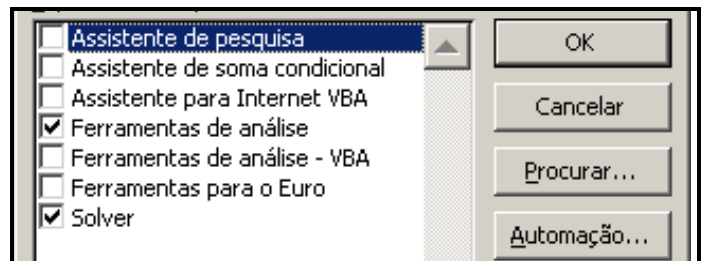 Assistente de pesquisa
Assistente de soma condicional
Assistente para Internet VBA
Ferramentas de análise
Ferramentas de análise - VBA
Ferramentas para o Euro
Solver
OK
Cancelar
Procurar...
Automação...